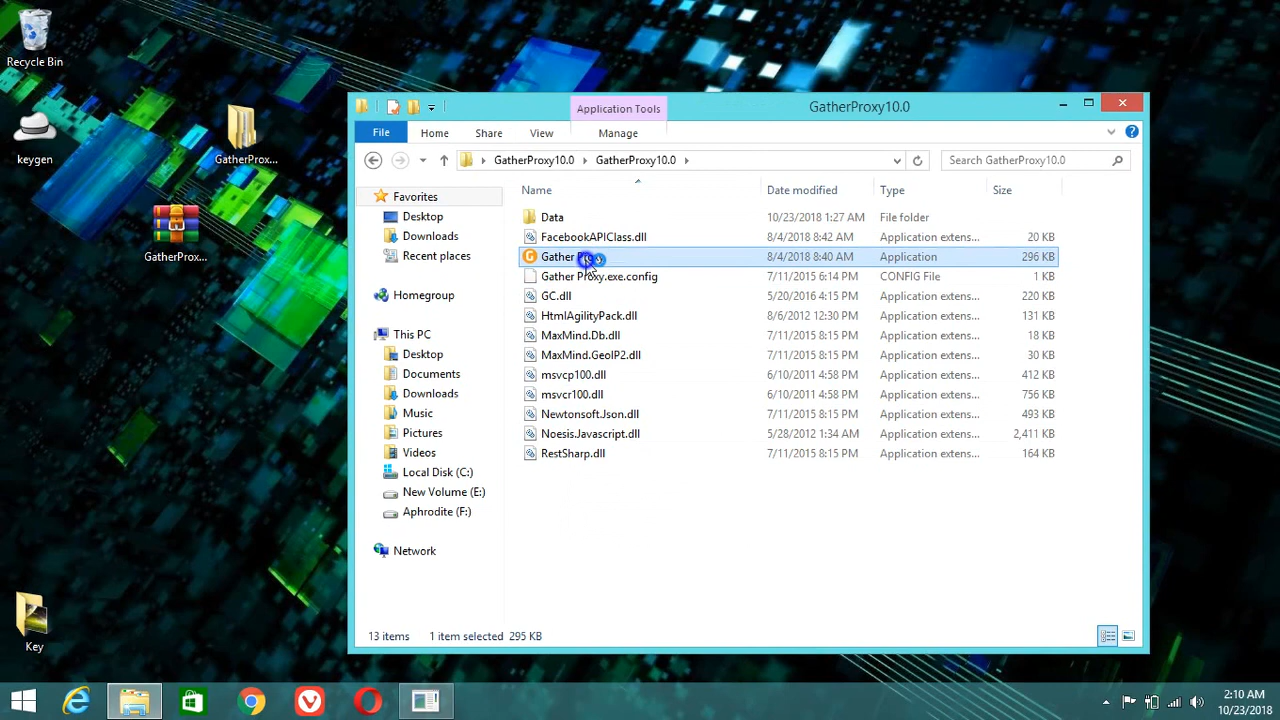 Recycle Bin
keygen
GatherProx...
GatherProx...
Key
Application Tools
GatherProxy10.0
File
Home
Share
View
Manage
GatherProxy10.0
GatherProxy10.0
Search GatherProxy10.0
Favorites
Desktop
Downloads
Recent places
Homegroup
This PC
Desktop
Documents
Downloads
Music
Pictures
Videos
Local Disk (C:)
New Volume (E:)
Aphrodite (F:)
Network
Name Date modified Type Size
Data 10/23/2018 1:27 AM File folder
FacebookAPIClass.dll 8/4/2018 8:42 AM Application extens... 20 KB
Gather 8/4/2018 8:40 AM Application 296 KB
Gather Proxy.exe.config 7/11/2015 6:14 PM CONFIG File 1 KB
GC.dll 5/20/2016 4:15 PM Application extens... 220 KB
HtmlAgilityPack.dll 8/6/2012 12:30 PM Application extens... 131 KB
MaxMind.Db.dll 7/11/2015 8:15 PM Application extens... 18 KB
MaxMind.GeoIP2.dll 7/11/2015 8:15 PM Application extens... 30 KB
msvcp100.dll 6/10/2011 4:58 PM Application extens... 412 KB
msvcr100.dll 6/10/2011 4:58 PM Application extens... 756 KB
Newtonsoft.Json.dll 7/11/2015 8:15 PM Application extens... 493 KB
Noesis.Javascript.dll 5/28/2012 1:34 AM Application extens... 2,411 KB
RestSharp.dll 7/11/2015 8:15 PM Application extens... 164 KB
13 items 1 item selected 295 KB
2:10 AM
10/23/2018